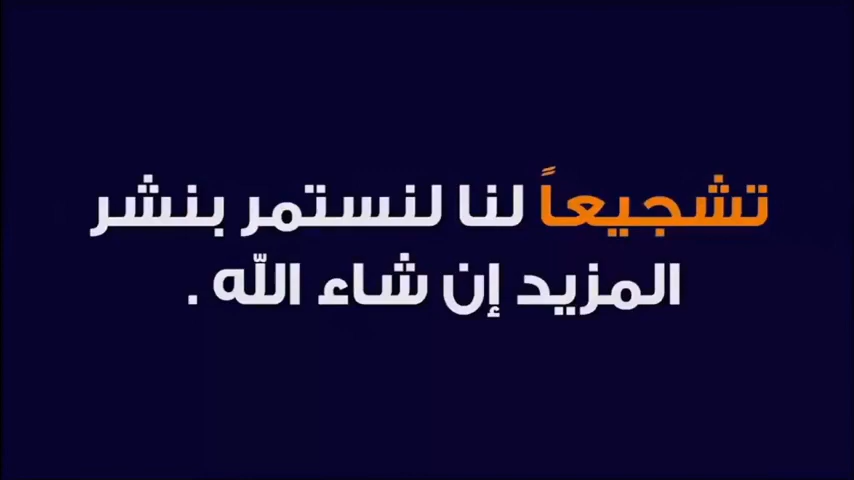 تشجيعاً لنا لنستمر بنشر
المزيد إن شاء الله .